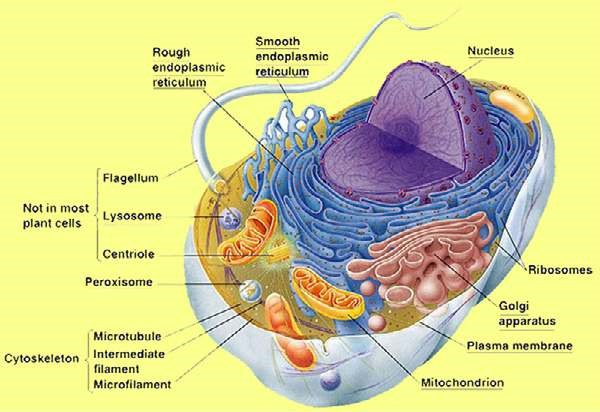 Rough
endoplasmic
reticulum
Smooth
endoplasmic
reticulum
Nucleus
Flagellum
Not in most
plant cells
Lysosome
Centriole
Peroxisome
Ribosomes
Golgi
apparatus
Plasma membrane
Cytoskeleton
Microtubule
Intermediate
filament
Microfilament
Mitochondrion